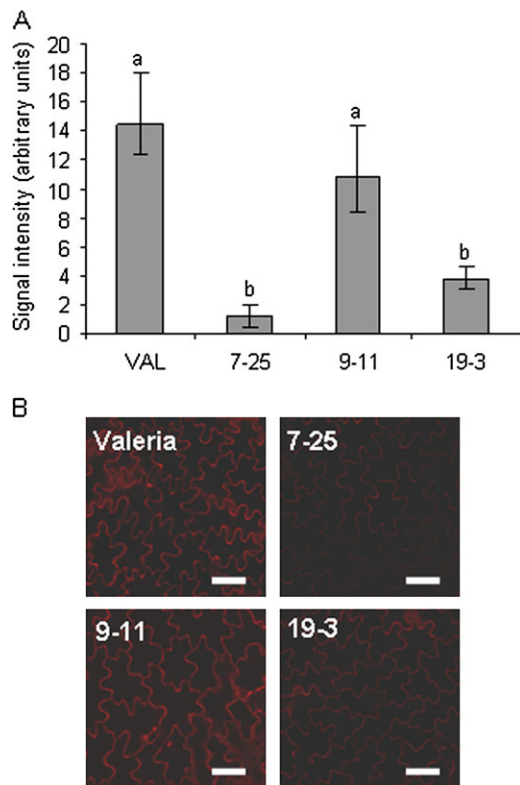 A
Signal intensity (arbitrary units)
20
18
16
14
12
10
8
6
4
2
0
a
b
a
b
VAL 7-25 9-11 19-3
B
Valeria 7-25
9-11 19-3